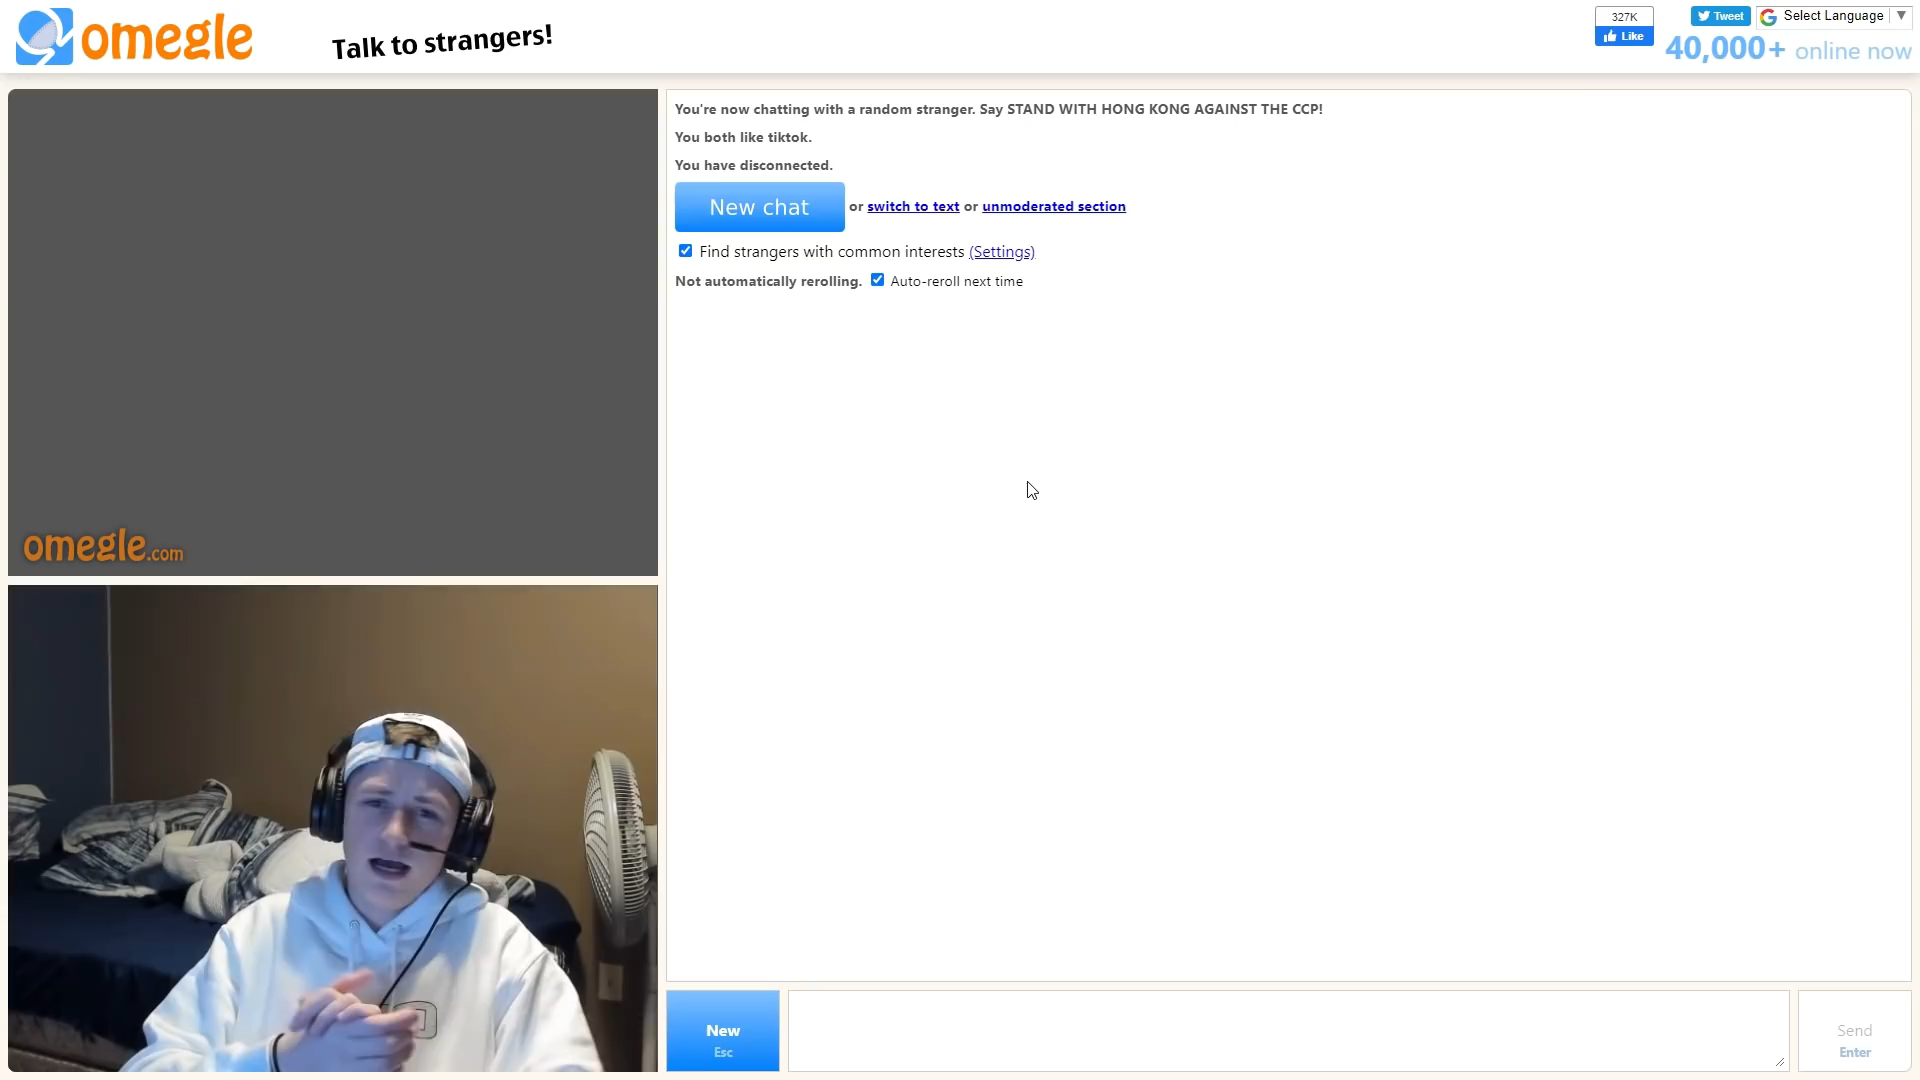 omegle
Talk to strangers!
327K
Like
Tweet
Select Language ▼
40,000+ online now
You're now chatting with a random stranger. Say STAND WITH HONG KONG AGAINST THE CCP!
You both like tiktok.
You have disconnected.
New chat or switch to text or unmoderated section
Find strangers with common interests (Settings)
Not automatically rerolling. Auto-reroll next time
omegle.com
New
Esc
Send
Enter